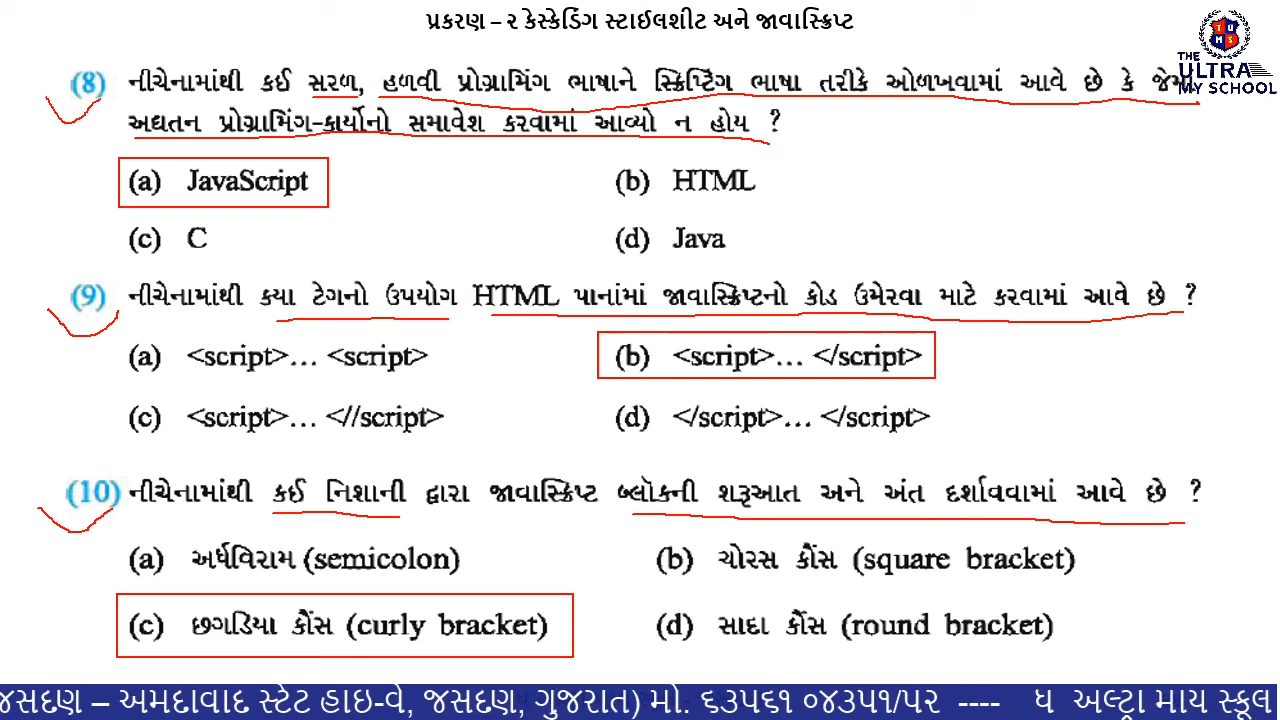 પ્રકરણ – ૨ કેસ્કેડિંગ સ્ટાઈલશીટ અને જાવાસ્ક્રિપ્ટ
TUMS
THE
ULTRA
MY SCHOOL
(8) નીચેનામાંથી કઈ સરળ, હળવી પ્રોગ્રામિંગ ભાષાને સ્ક્રિપ્ટિંગ ભાષા તરીકે ઓળખવામાં આવે છે કે જેમાં
અદ્યતન પ્રોગ્રામિંગ-કાર્યોનો સમાવેશ કરવામાં આવ્યો ન હોય ?
(a) JavaScript (b) HTML
(c) C (d) Java
(9) નીચેનામાંથી કયા ટેગનો ઉપયોગ HTML પાનાંમાં જાવાસ્ક્રિપ્ટનો કોડ ઉમેરવા માટે કરવામાં આવે છે ?
(a) <script>... <script> (b) <script>... </script>
(c) <script>... <//script> (d) </script>... </script>
(10) નીચેનામાંથી કઈ નિશાની દ્વારા જાવાસ્ક્રિપ્ટ બ્લૉકની શરૂઆત અને અંત દર્શાવવામાં આવે છે ?
(a) અર્ધવિરામ (semicolon) (b) ચોરસ કૌંસ (square bracket)
(c) છગડિયા કૌંસ (curly bracket) (d) સાદા કૌંસ (round bracket)
જસદણ – અમદાવાદ સ્ટેટ હાઇ-વે, જસદણ, ગુજરાત) મો. ૬૩૫૬૧ ૦૪૩૫૧/૫૨ ---- ધ અલ્ટ્રા માય સ્કૂલ